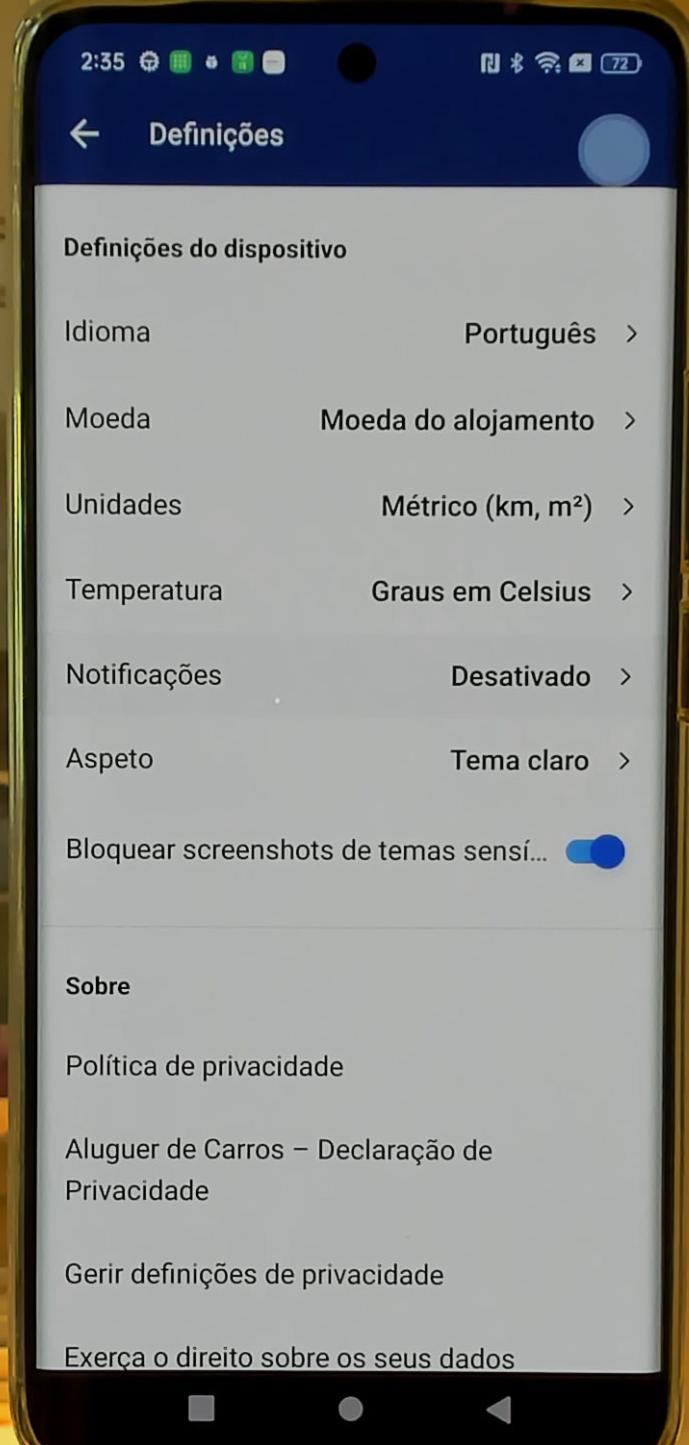 2:35 72
Definições
Definições do dispositivo
Idioma Português
Moeda Moeda do alojamento
Unidades Métrico (km, m²)
Temperatura Graus em Celsius
Notificações Desativado
Aspeto Tema claro
Bloquear screenshots de temas sensí...
Sobre
Política de privacidade
Aluguer de Carros – Declaração de
Privacidade
Gerir definições de privacidade
Exerça o direito sobre os seus dados